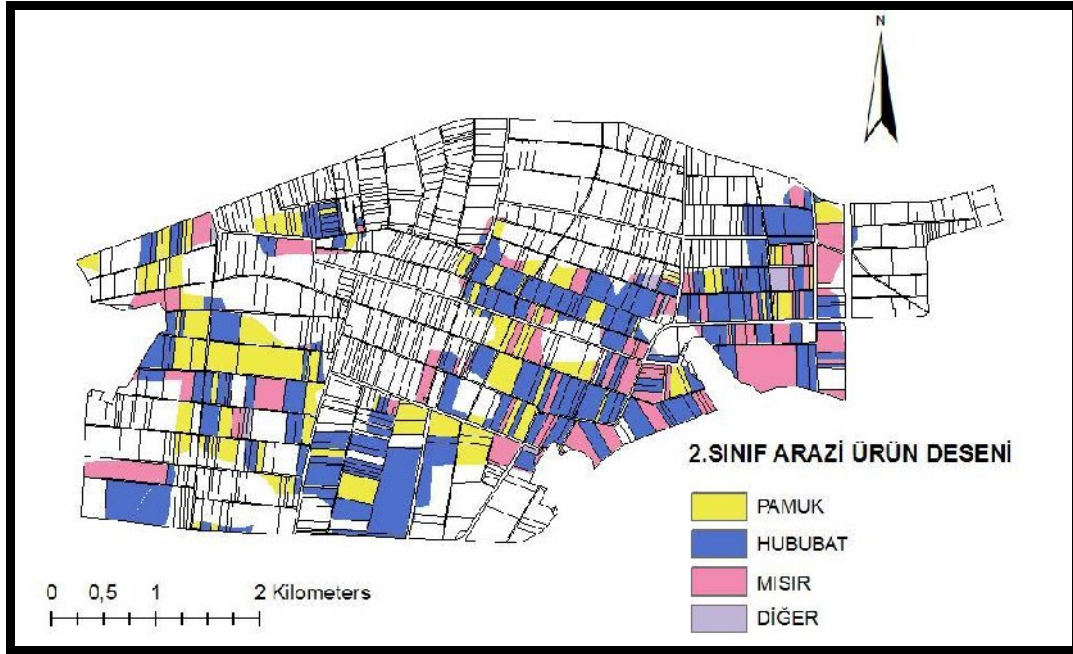 N
2.SINIF ARAZİ ÜRÜN DESENİ
PAMUK
HUBUBAT
MISIR
DİĞER
0 0,5 1 2 Kilometers